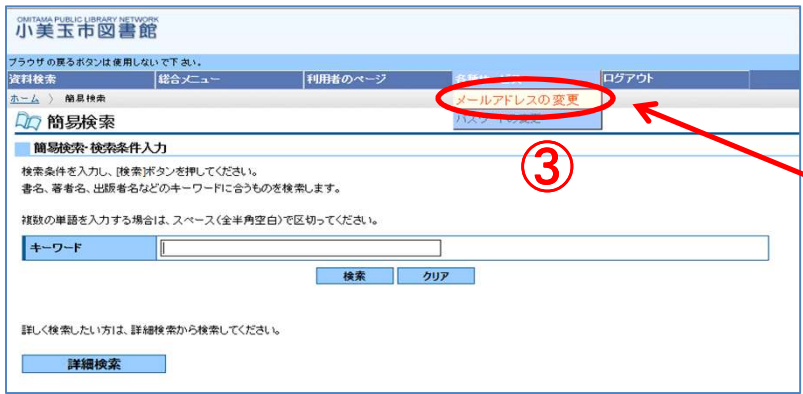 OMITAMA PUBLIC LIBRARY NETWORK
小美玉市図書館
ブラウザの戻るボタンは使用しないで下さい。
資料検索 総合メニュー 利用者のページ ログアウト
ホーム 〉 簡易検索
メールアドレスの変更
パスワードの変更
簡易検索
簡易検索・検索条件入力
③
検索条件を入力し、[検索]ボタンを押してください。
書名、著者名、出版者名などのキーワードに合うものを検索します。
複数の単語を入力する場合は、スペース(全半角空白)で区切ってください。
キーワード
検索 クリア
詳しく検索したい方は、詳細検索から検索してください。
詳細検索